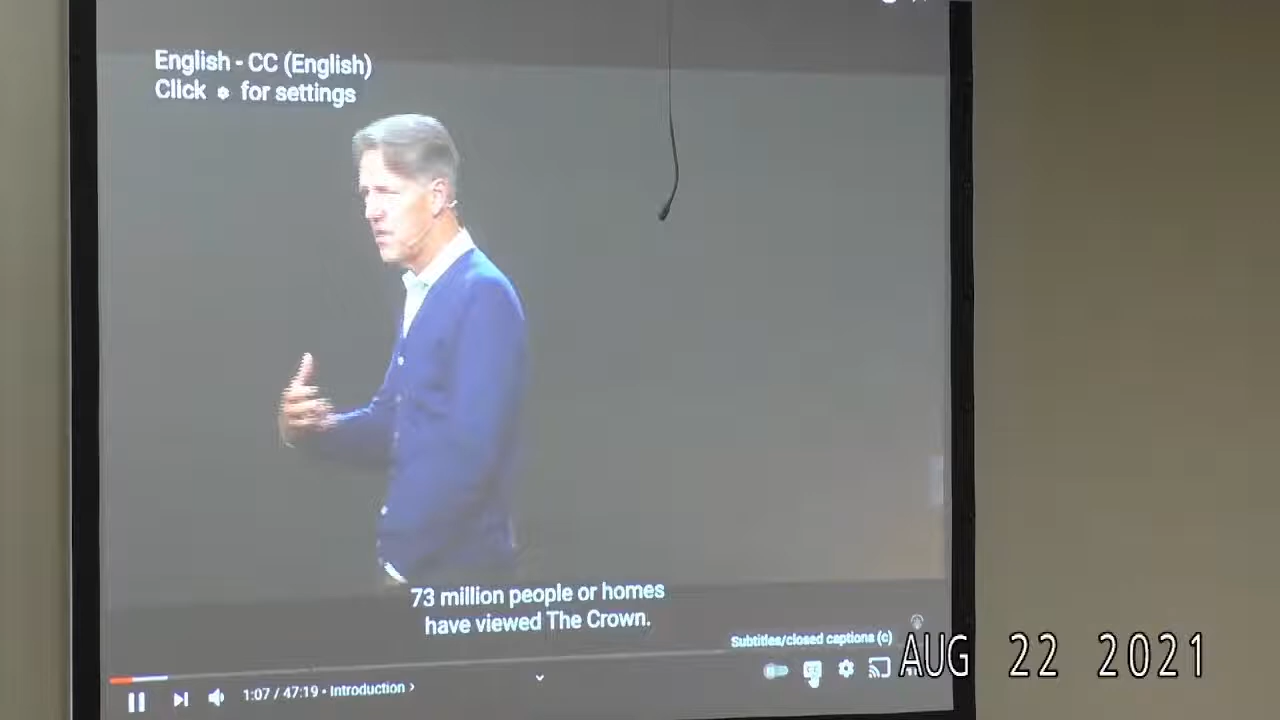 English - CC (English)
Click for settings
73 million people or homes
have viewed The Crown.
Subtitles/closed captions (c)
1:07 / 47:19 • Introduction >
AUG 22 2021